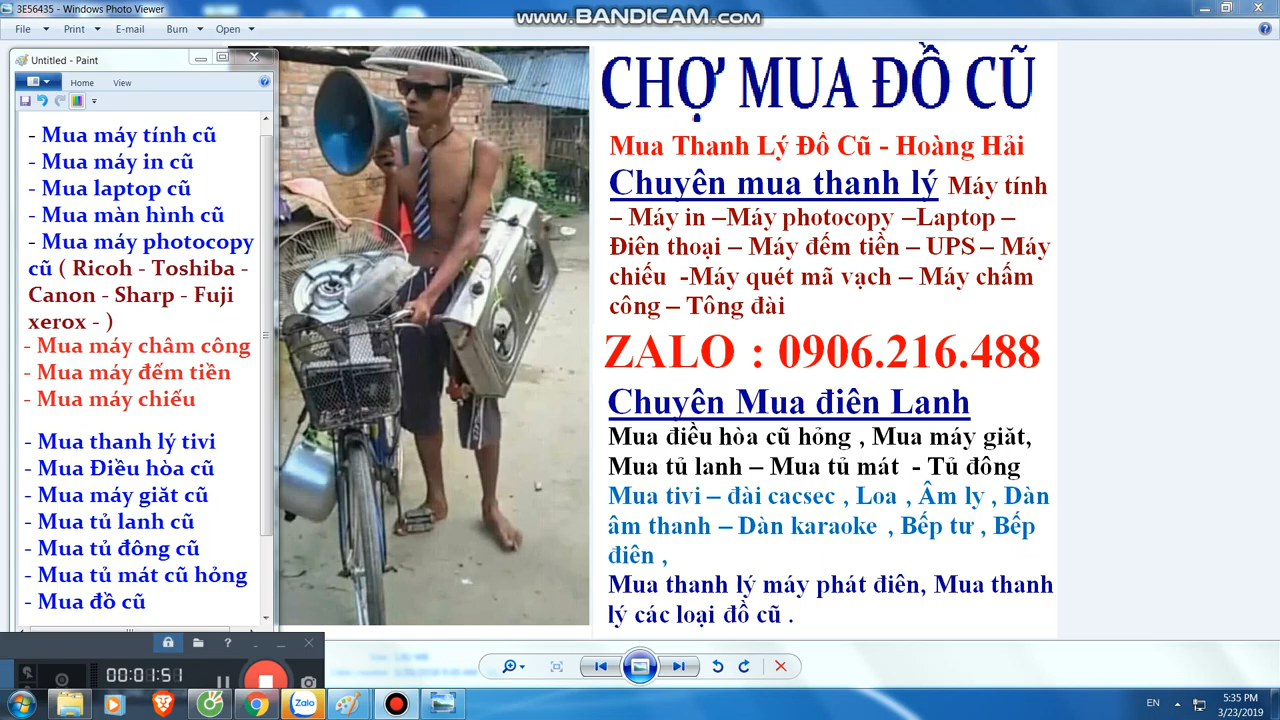 3E56435 - Windows Photo Viewer
www.BANDICAM.com
File Print E-mail Burn Open
Untitled - Paint
Home View
- Mua máy tính cũ
- Mua máy in cũ
- Mua laptop cũ
- Mua màn hình cũ
- Mua máy photocopy
cũ ( Ricoh - Toshiba -
Canon - Sharp - Fuji
xerox - )
- Mua máy châm công
- Mua máy đếm tiền
- Mua máy chiếu
- Mua thanh lý tivi
- Mua Điều hòa cũ
- Mua máy giặt cũ
- Mua tủ lanh cũ
- Mua tủ đông cũ
- Mua tủ mát cũ hỏng
- Mua đồ cũ
CHỢ MUA ĐỒ CŨ
Mua Thanh Lý Đồ Cũ - Hoàng Hải
Chuyên mua thanh lý Máy tính
– Máy in –Máy photocopy –Laptop –
Điên thoại – Máy đếm tiền – UPS – Máy
chiếu -Máy quét mã vạch – Máy chấm
công – Tông đài
ZALO : 0906.216.488
Chuyên Mua điên Lanh
Mua điều hòa cũ hỏng , Mua máy giăt,
Mua tủ lanh – Mua tủ mát - Tủ đông
Mua tivi – đài cacsec , Loa , Âm ly , Dàn
âm thanh – Dàn karaoke , Bếp tư , Bếp
điên ,
Mua thanh lý máy phát điên, Mua thanh
lý các loại đồ cũ .
00:01:51
Zalo
EN
5:35 PM
3/23/2019